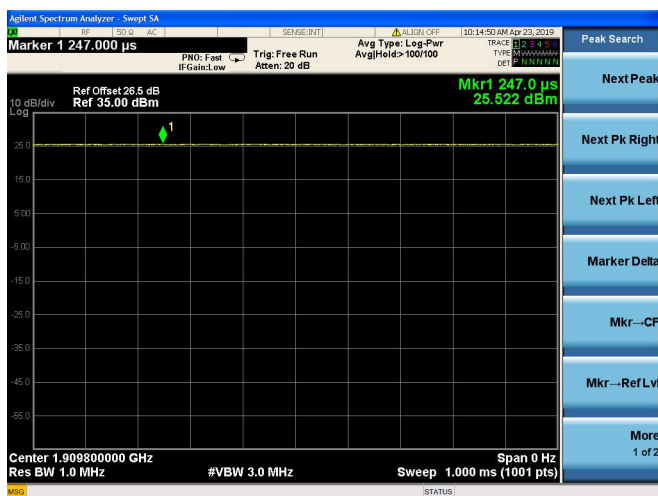 Agilent Spectrum Analyzer - Swept SA
LXI RF 50 Ω AC SENSE:INT ALIGN OFF 10:14:50 AM Apr 23, 2019
Marker 1 247.000 µs
PNO: Fast
IFGain:Low
Trig: Free Run
Atten: 20 dB
Avg Type: Log-Pwr
Avg|Hold:>100/100
TRACE 1 2 3 4 5 6
TYPE M
DET P N N N N N
Peak Search
Ref Offset 26.5 dB
Ref 35.00 dBm
10 dB/div
Log
Mkr1 247.0 µs
25.522 dBm
1
25.0
15.0
5.00
-5.00
-15.0
-25.0
-35.0
-45.0
-55.0
Center 1.909800000 GHz
Span 0 Hz
Res BW 1.0 MHz
#VBW 3.0 MHz
Sweep 1.000 ms (1001 pts)
Next Peak
Next Pk Right
Next Pk Left
Marker Delta
Mkr→CF
Mkr→Ref Lvl
More
1 of 2
MSG
STATUS